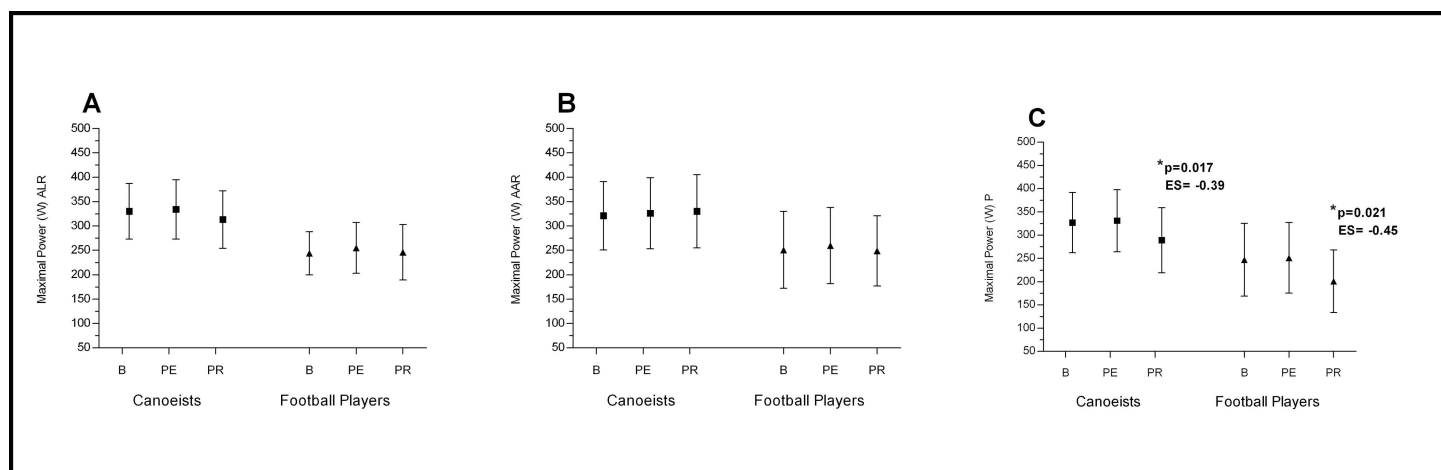 A
Maximal Power (W) ALR
500
450
400
350
300
250
200
150
100
50
B PE PR B PE PR
Canoeists Football Players
B
Maximal Power (W) AAR
500
450
400
350
300
250
200
150
100
50
B PE PR B PE PR
Canoeists Football Players
C
Maximal Power (W) P
500
450
400
350
300
250
200
150
100
50
*p=0.017
ES= -0.39
*p=0.021
ES= -0.45
B PE PR B PE PR
Canoeists Football Players